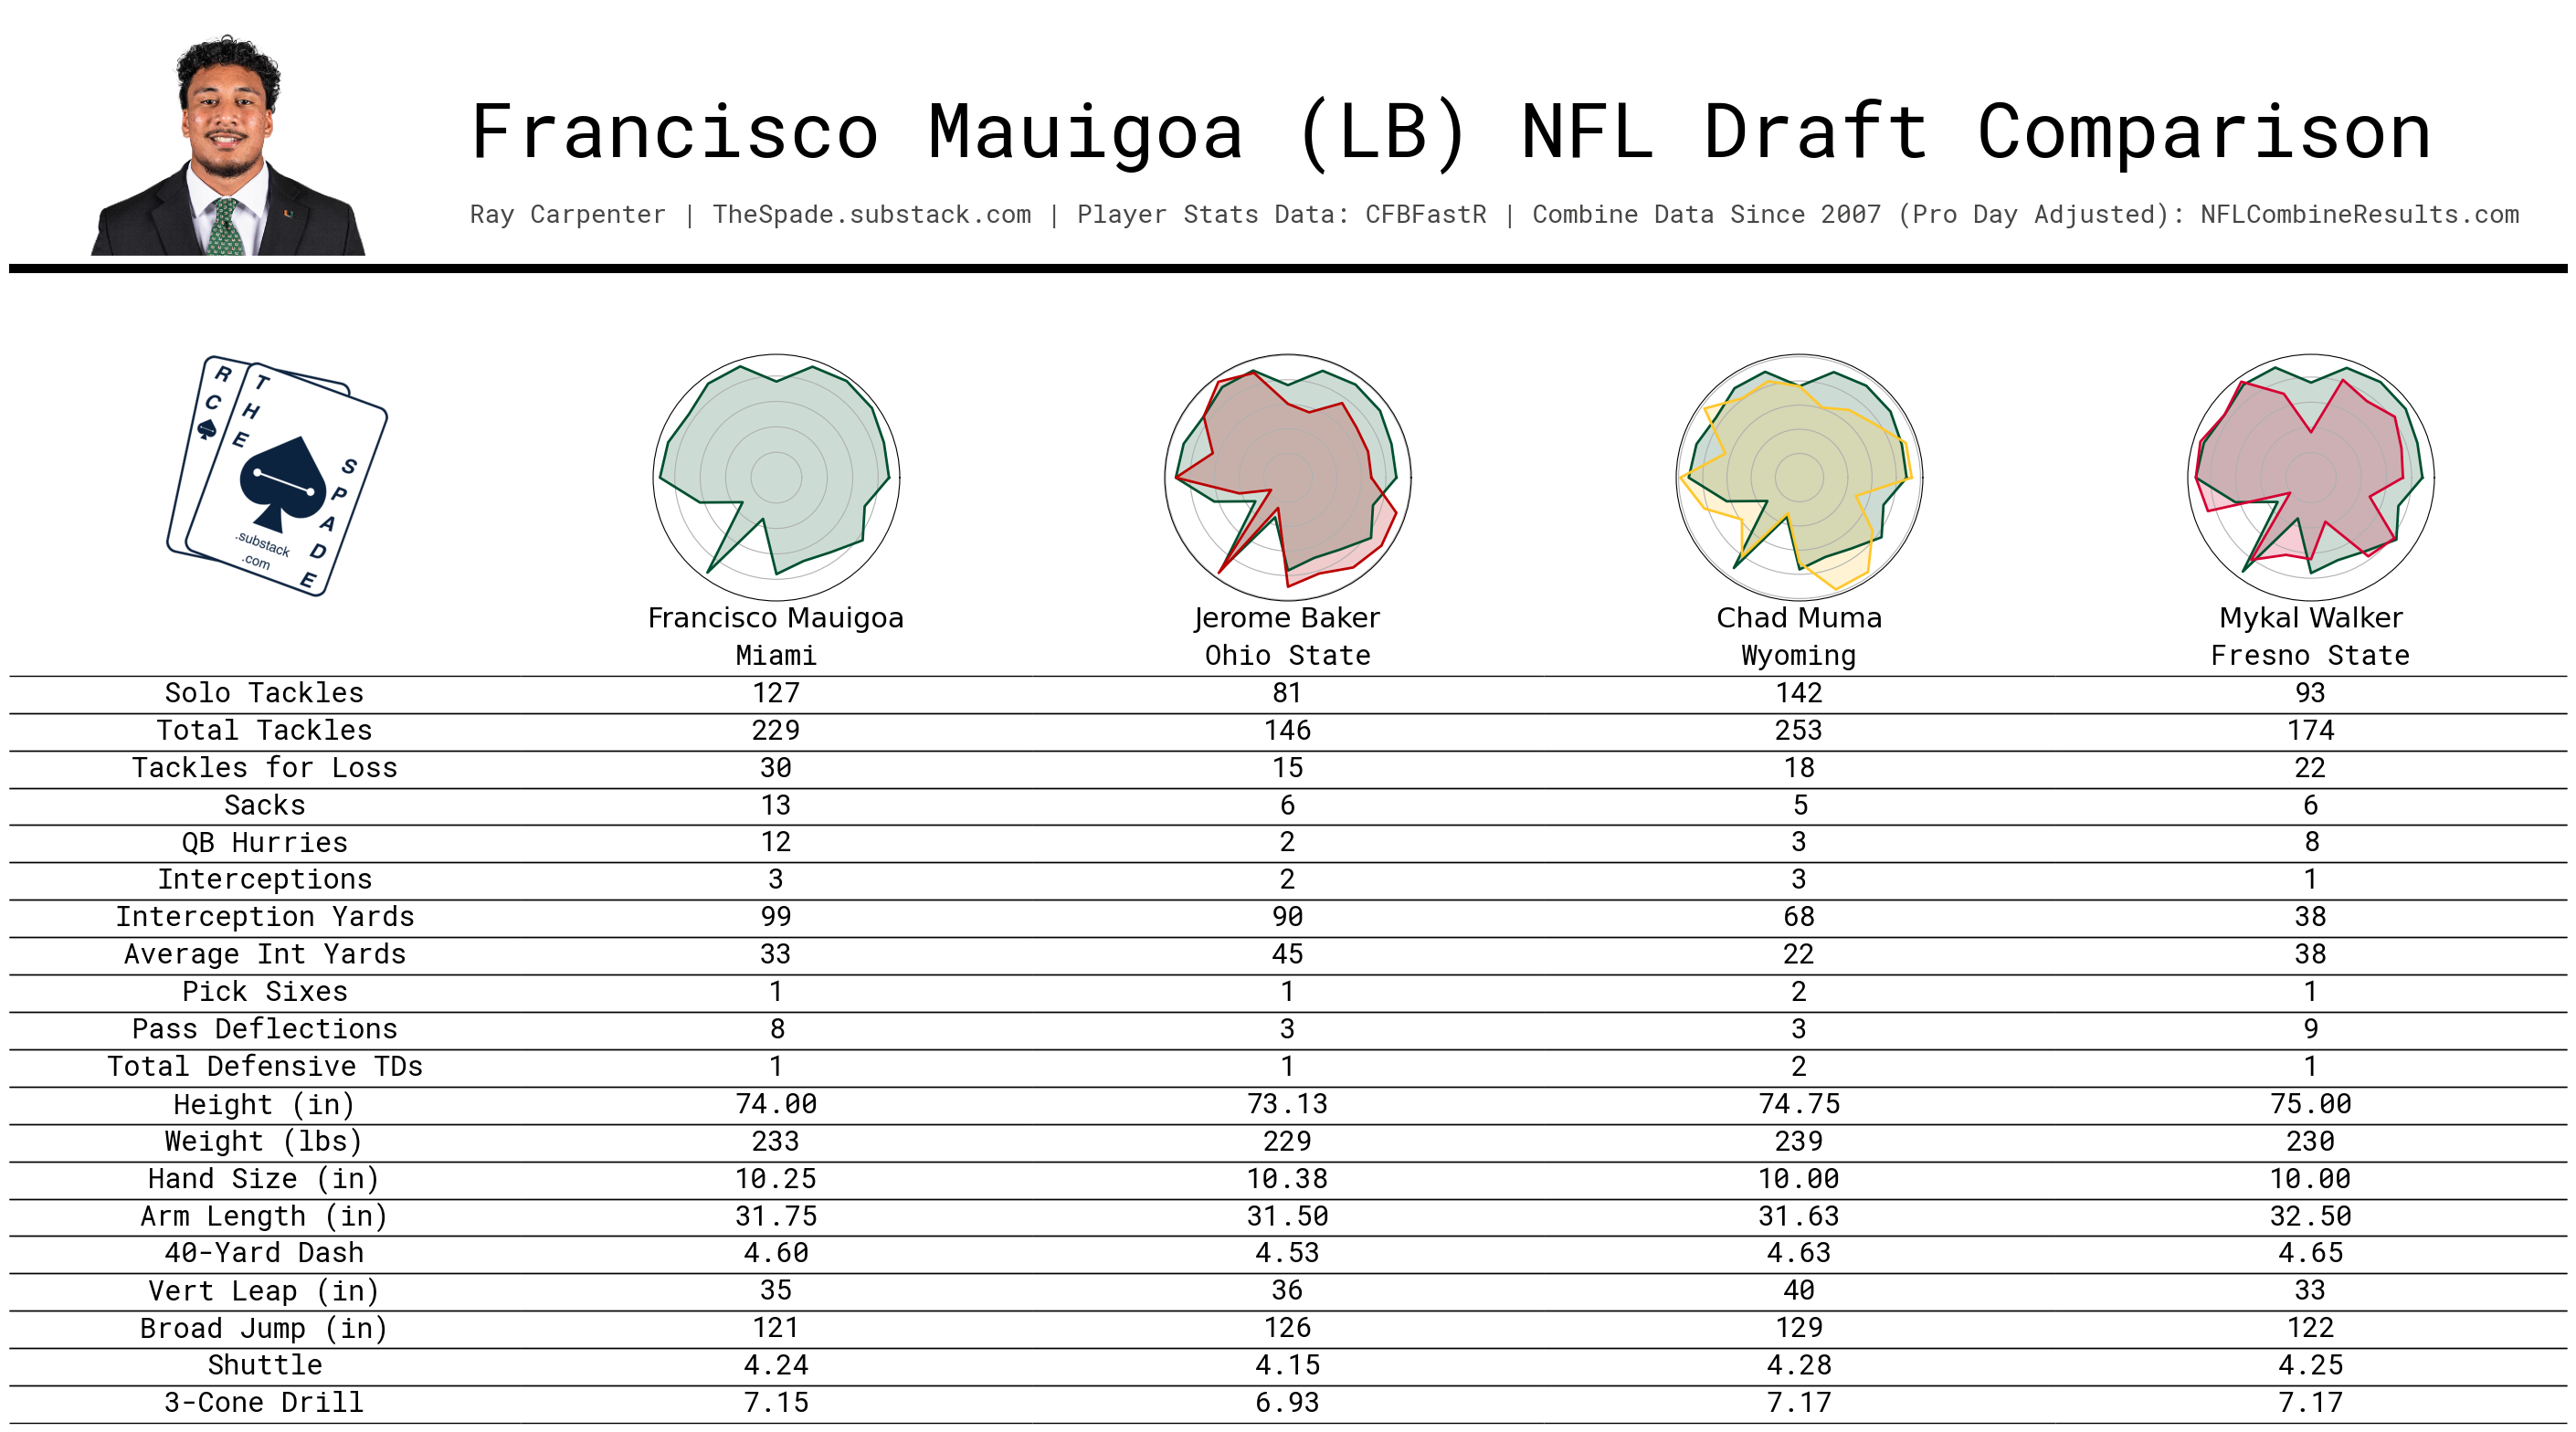 Francisco Mauigoa (LB) NFL Draft Comparison
Ray Carpenter | TheSpade.substack.com | Player Stats Data: CFBFastR | Combine Data Since 2007 (Pro Day Adjusted): NFLCombineResults.com
RC
THE
SPADE
.substack
.com
Francisco Mauigoa Jerome Baker Chad Muma Mykal Walker
Miami Ohio State Wyoming Fresno State
Solo Tackles 127 81 142 93
Total Tackles 229 146 253 174
Tackles for Loss 30 15 18 22
Sacks 13 6 5 6
QB Hurries 12 2 3 8
Interceptions 3 2 3 1
Interception Yards 99 90 68 38
Average Int Yards 33 45 22 38
Pick Sixes 1 1 2 1
Pass Deflections 8 3 3 9
Total Defensive TDs 1 1 2 1
Height (in) 74.00 73.13 74.75 75.00
Weight (lbs) 233 229 239 230
Hand Size (in) 10.25 10.38 10.00 10.00
Arm Length (in) 31.75 31.50 31.63 32.50
40-Yard Dash 4.60 4.53 4.63 4.65
Vert Leap (in) 35 36 40 33
Broad Jump (in) 121 126 129 122
Shuttle 4.24 4.15 4.28 4.25
3-Cone Drill 7.15 6.93 7.17 7.17